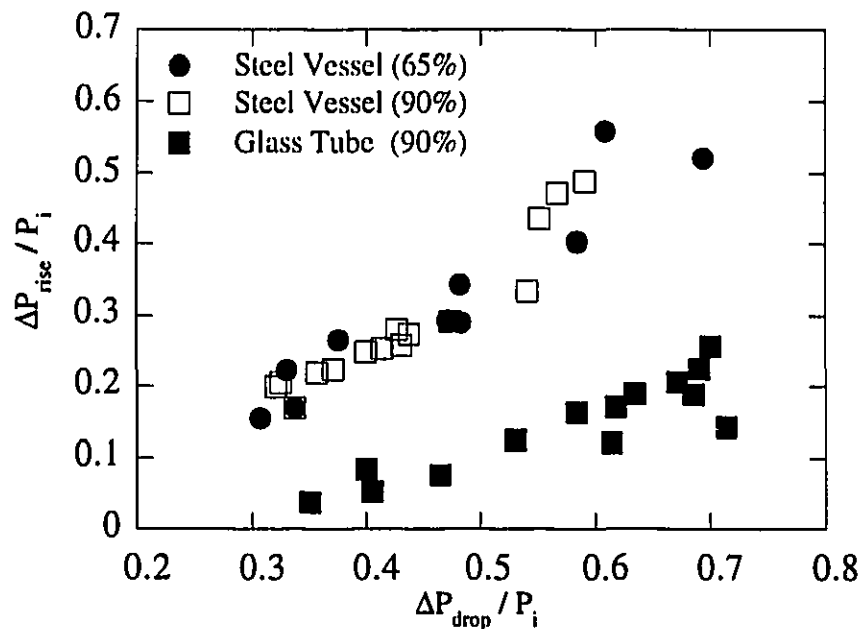 0.7
0.6
0.5
0.4
0.3
0.2
0.1
0
ΔP_rise / P_i
Steel Vessel (65%)
Steel Vessel (90%)
Glass Tube (90%)
0.2 0.3 0.4 0.5 0.6 0.7 0.8
ΔP_drop / P_i